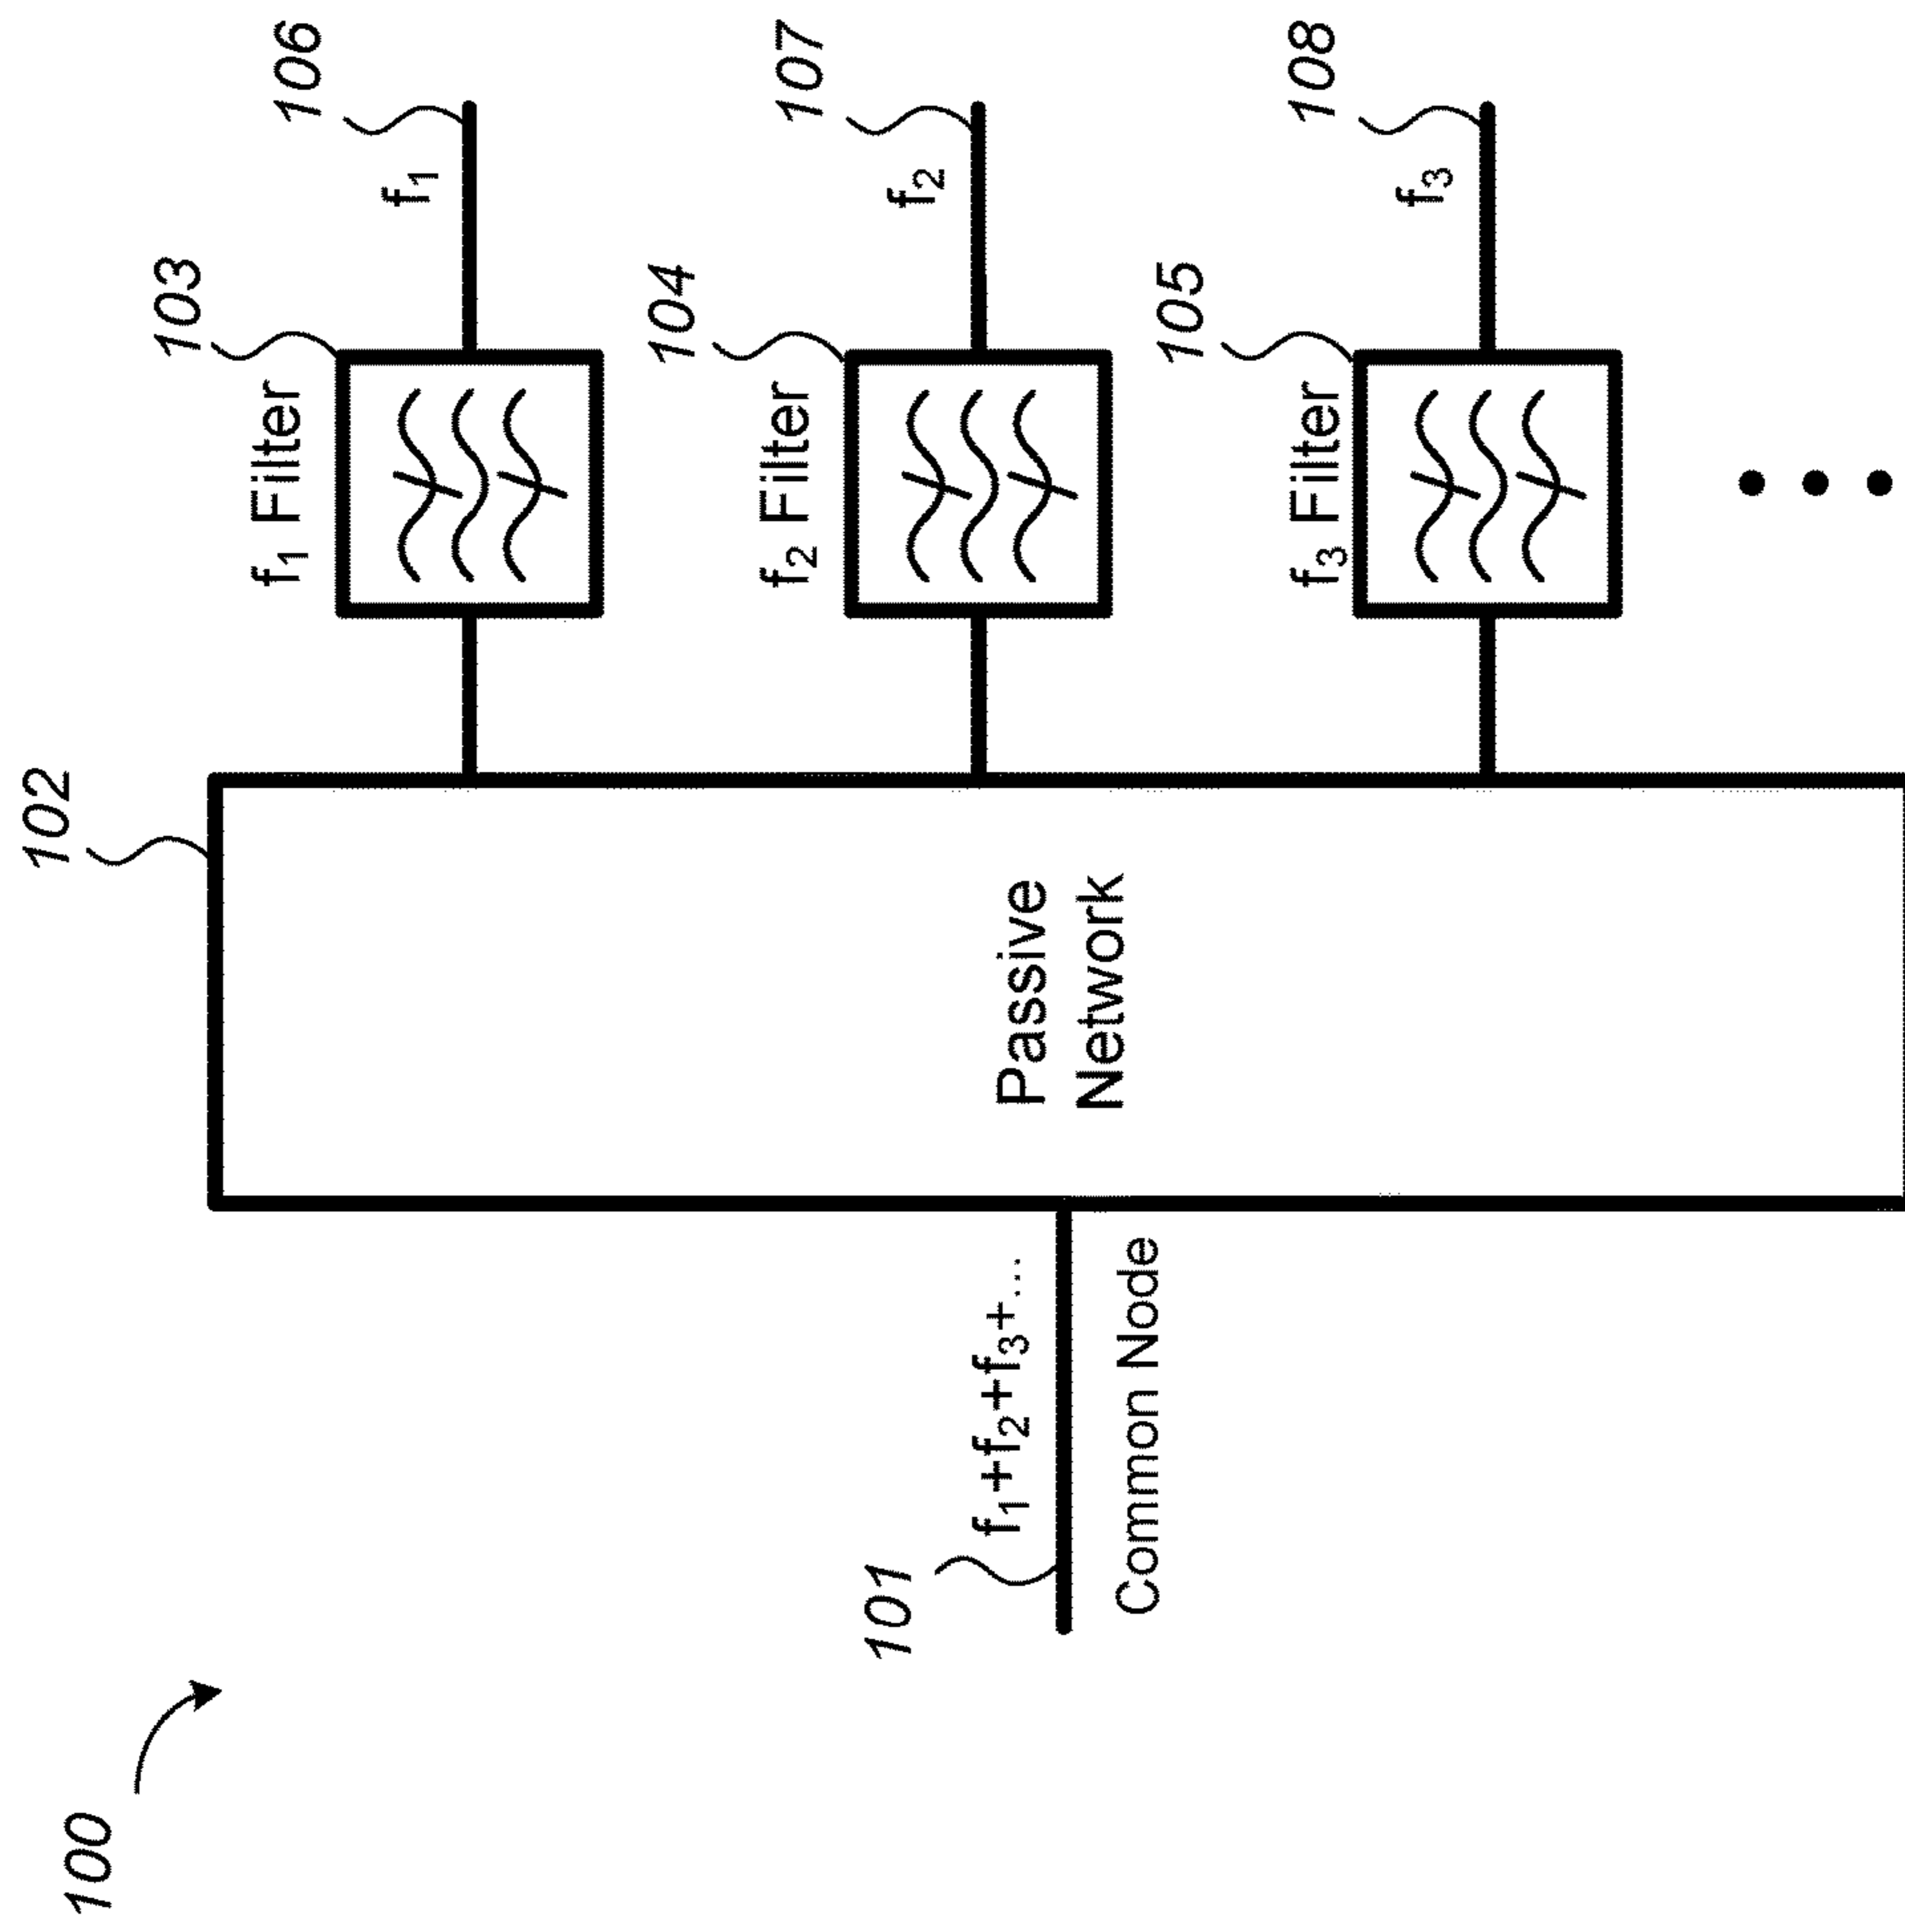 100
101
f₁+f₂+f₃+...
Common Node
102
Passive
Network
f₁ Filter
103
f₁
106
f₂ Filter
104
f₂
107
f₃ Filter
105
f₃
108